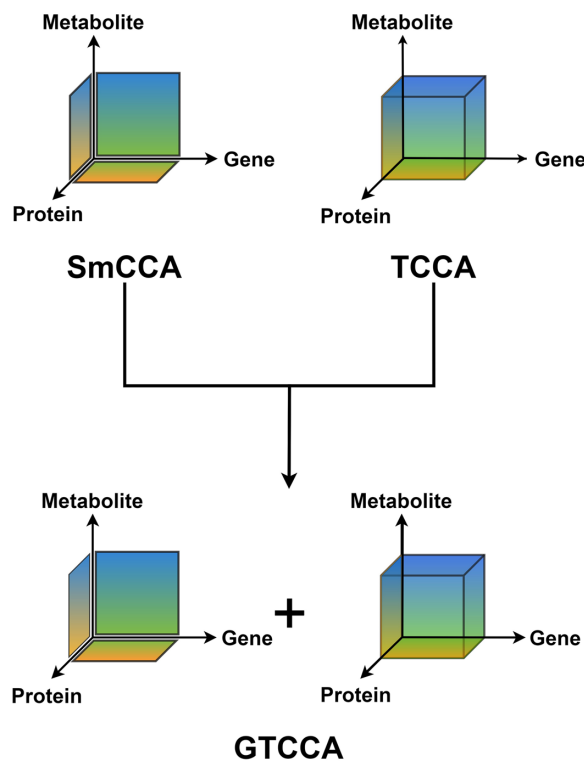 Metabolite
Metabolite
Gene
Gene
Protein
Protein
SmCCA
TCCA
Metabolite
Metabolite
+
Gene
Gene
Protein
Protein
GTCCA